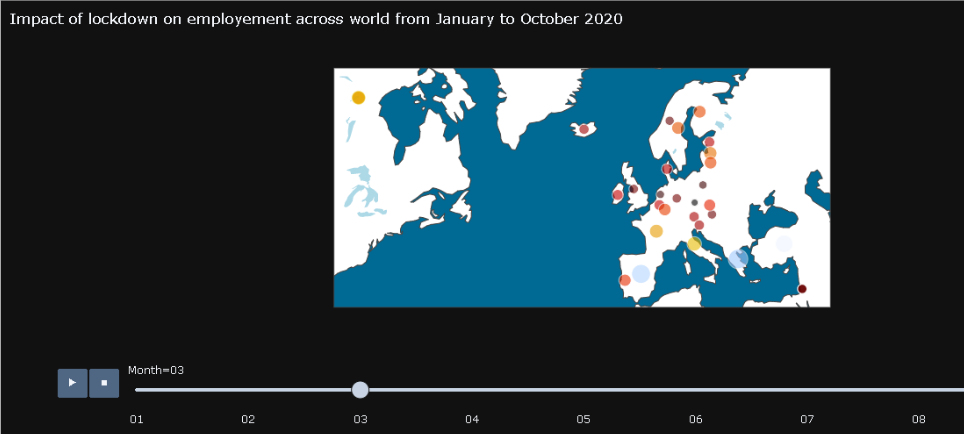 Impact of lockdown on employement across world from January to October 2020
Month=03
01 02 03 04 05 06 07 08